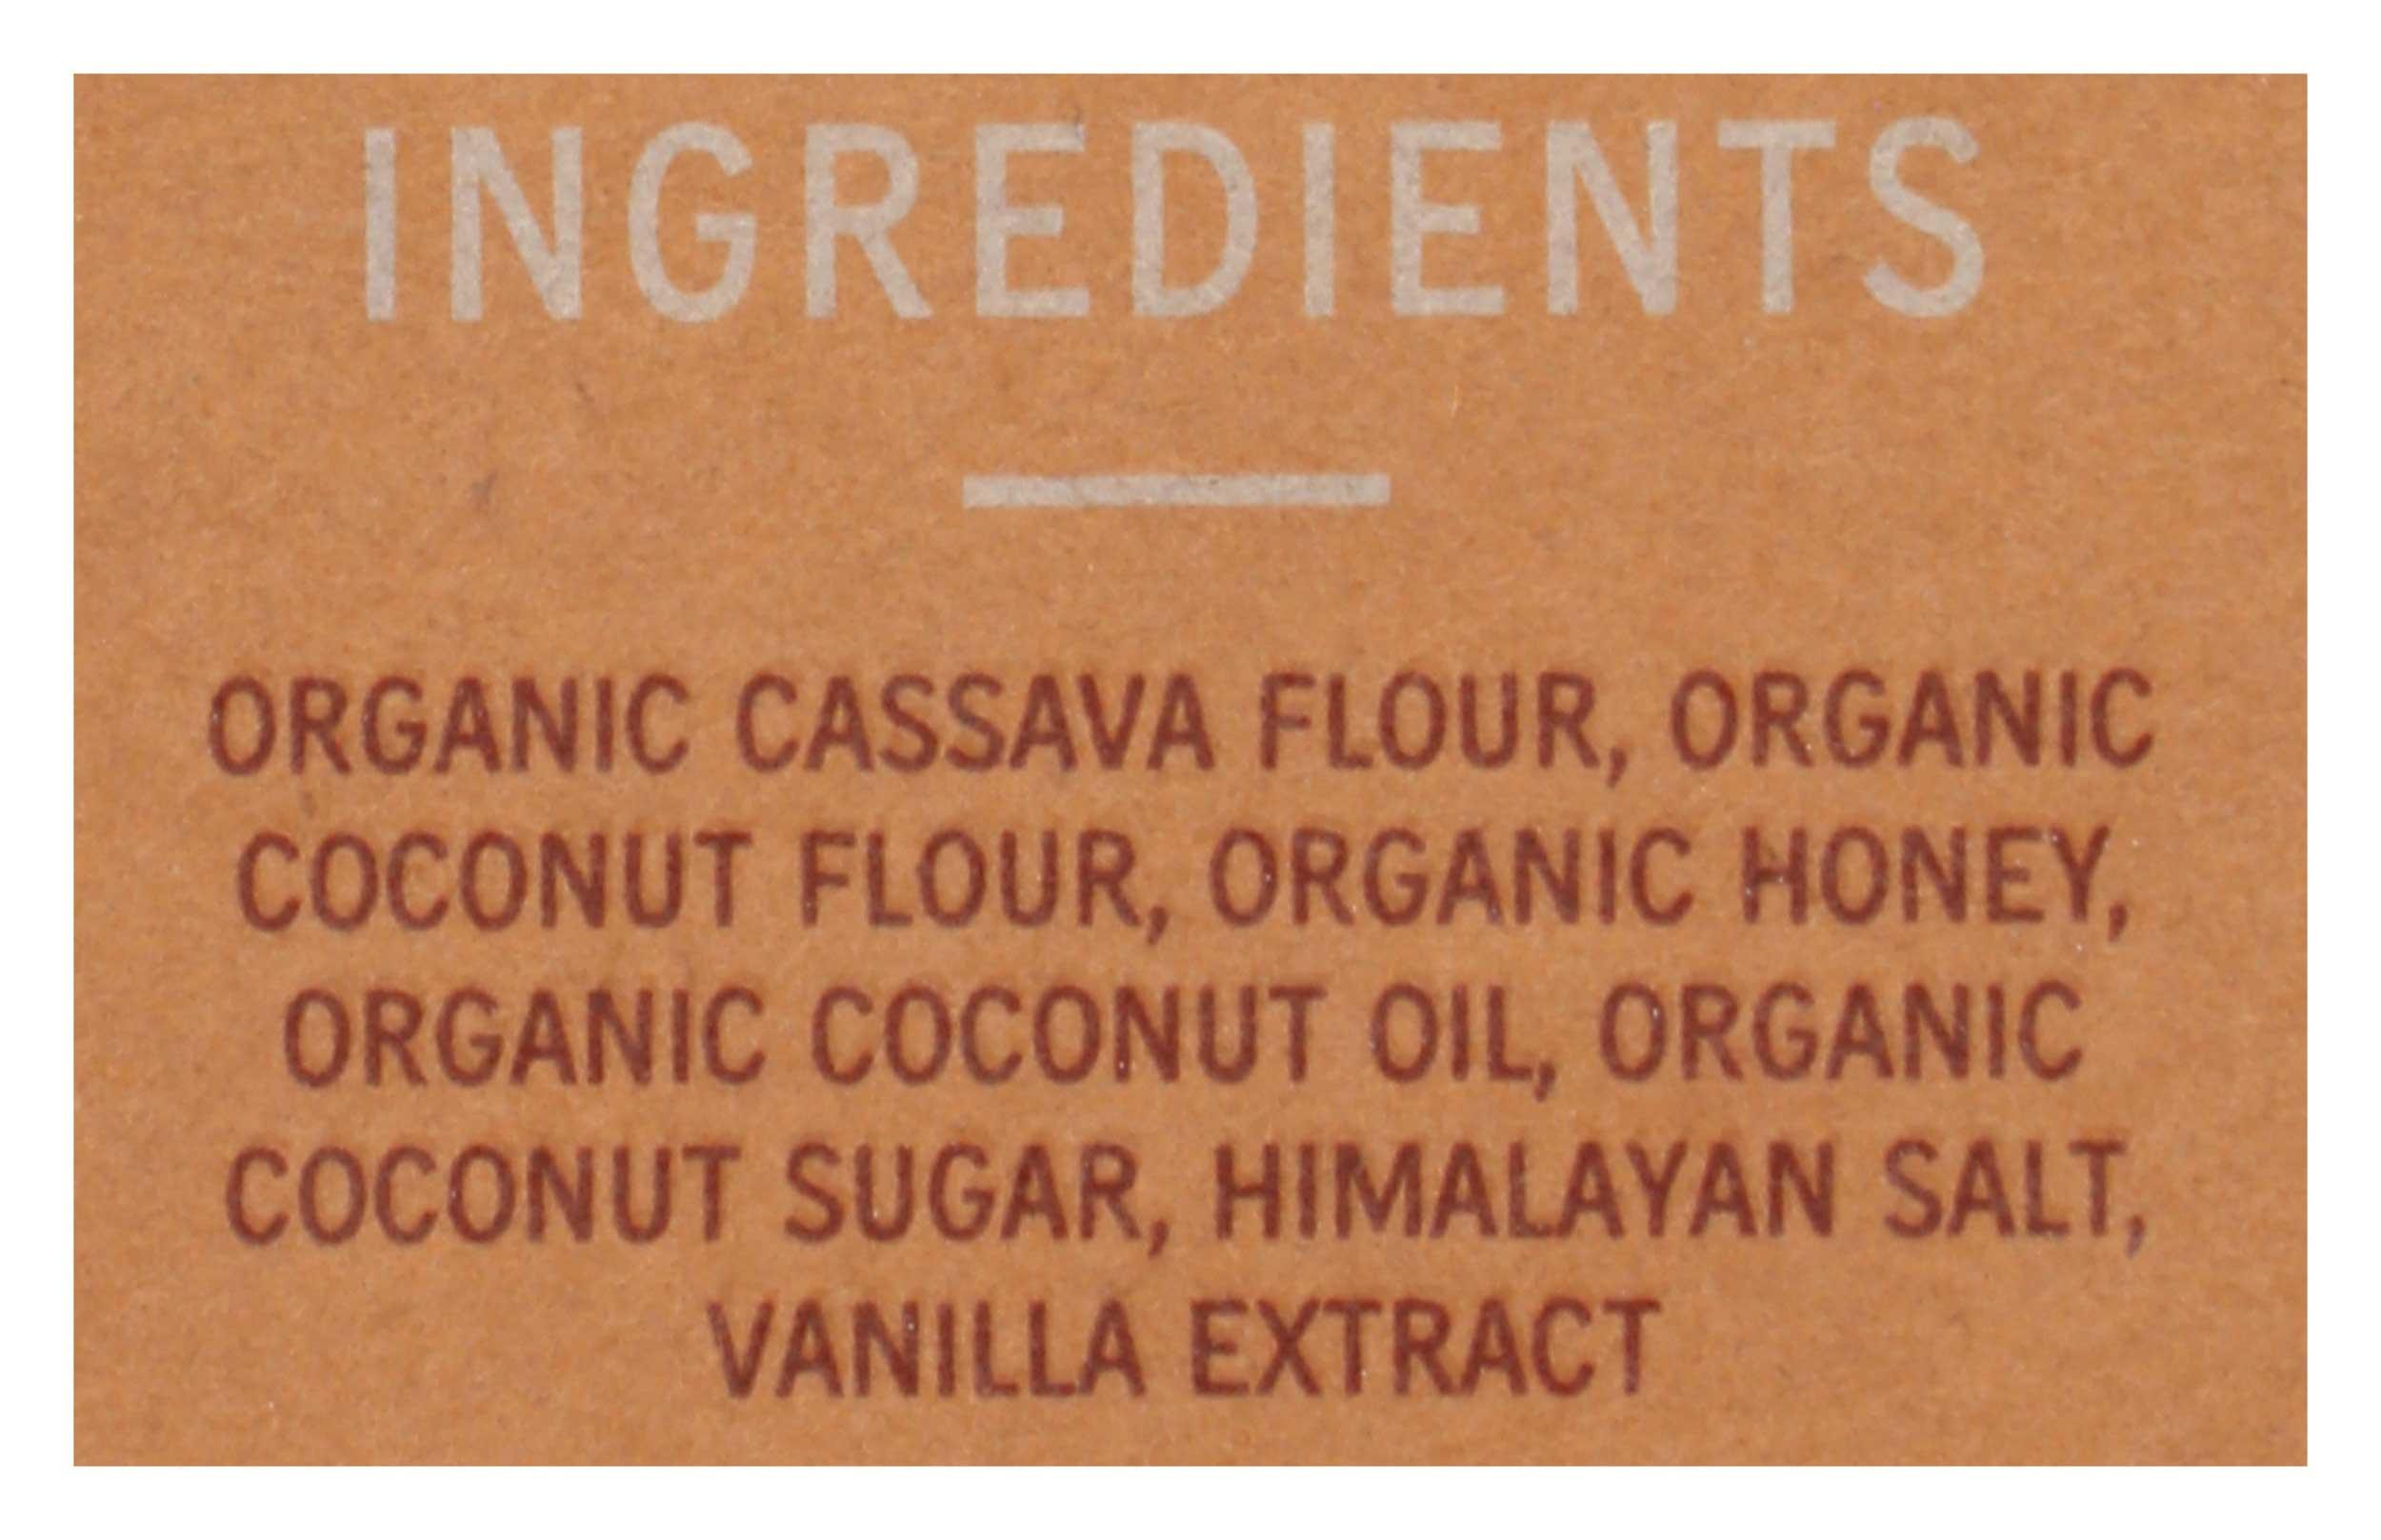 INGREDIENTS
ORGANIC CASSAVA FLOUR, ORGANIC
COCONUT FLOUR, ORGANIC HONEY,
ORGANIC COCONUT OIL, ORGANIC
COCONUT SUGAR, HIMALAYAN SALT,
VANILLA EXTRACT